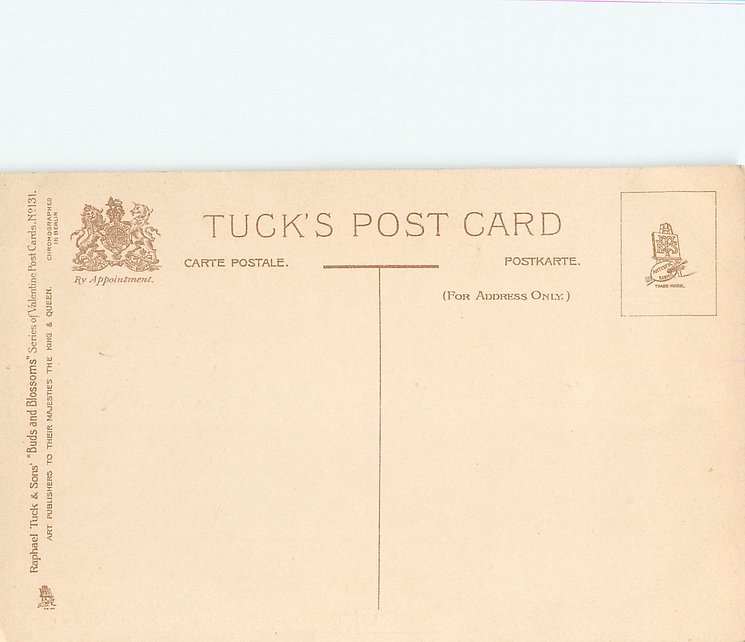 TUCK'S POST CARD
CARTE POSTALE.
POSTKARTE.
(FOR ADDRESS ONLY.)
By Appointment.
TRADE MARK.
Raphael Tuck & Sons' "Buds and Blossoms" Series of Valentine Post Cards. Nº 131.
ART PUBLISHERS TO THEIR MAJESTIES THE KING & QUEEN.
CHROMOGRAPHED
IN BERLIN